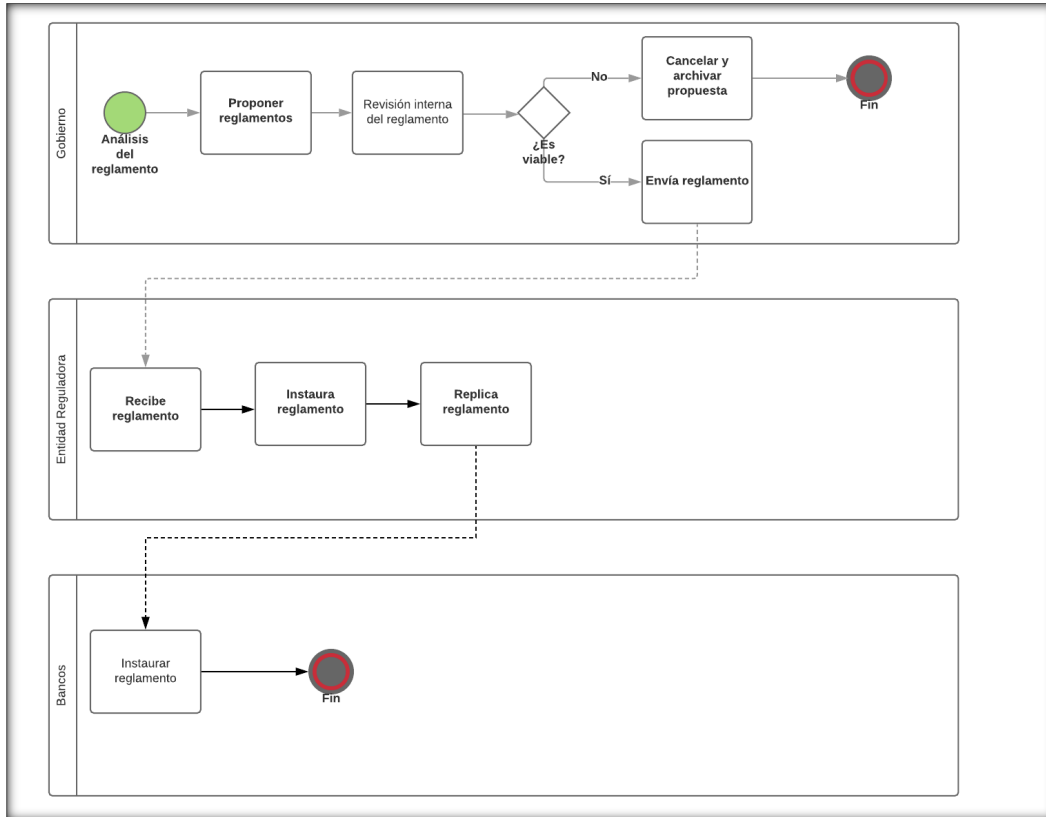 Gobierno
Análisis
del
reglamento
Proponer
reglamentos
Revisión interna
del reglamento
¿Es
viable?
No
Cancelar y
archivar
propuesta
Fin
Sí
Envía reglamento
Entidad Reguladora
Recibe
reglamento
Instaura
reglamento
Replica
reglamento
Bancos
Instaurar
reglamento
Fin